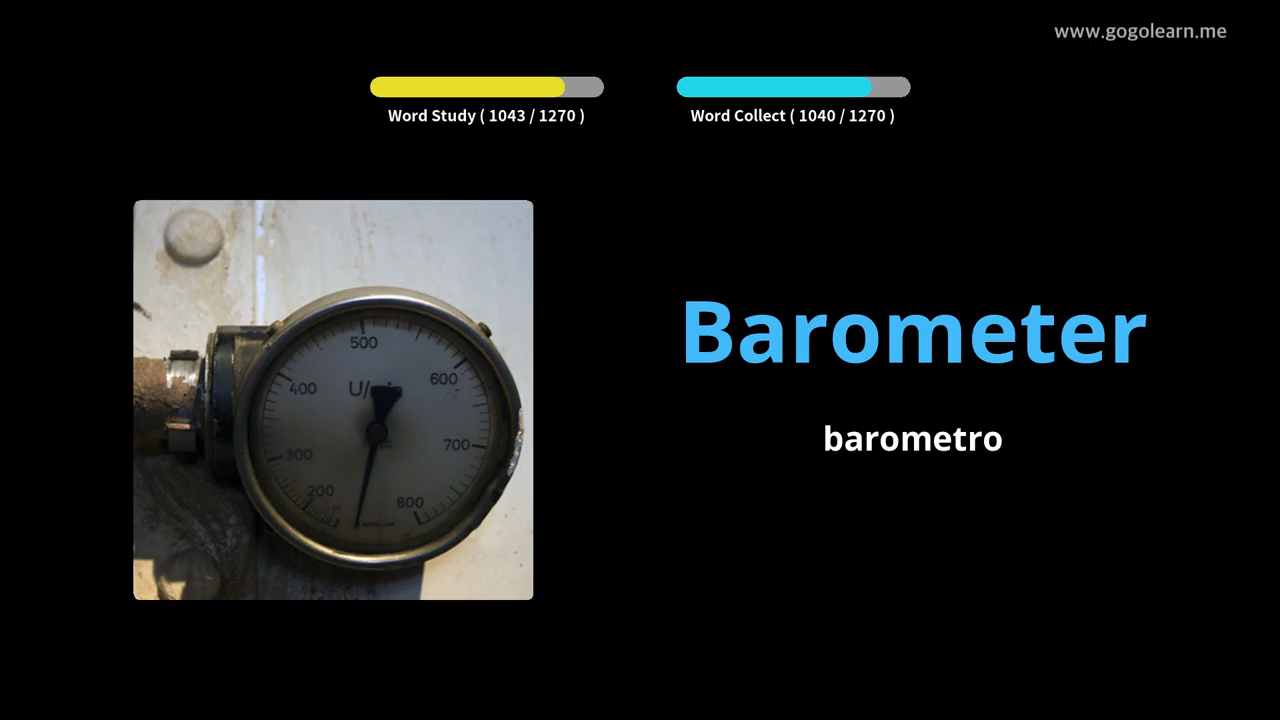 www.gogolearn.me
Word Study ( 1043 / 1270 )
Word Collect ( 1040 / 1270 )
Barometer
barometro
500
400
600
300
700
200
800